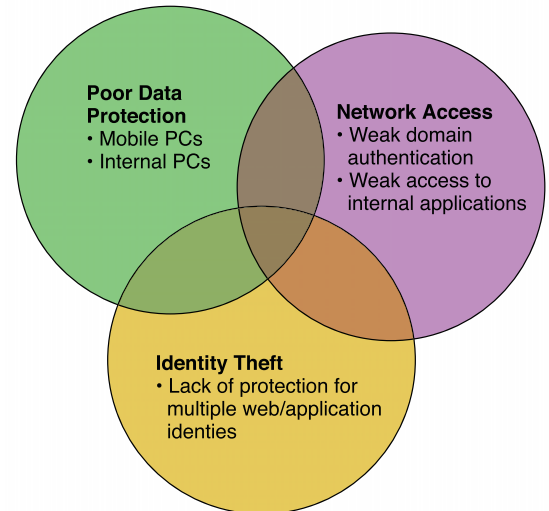 Poor Data
Protection
• Mobile PCs
• Internal PCs
Network Access
• Weak domain
authentication
• Weak access to
internal applications
Identity Theft
• Lack of protection for
multiple web/application
identies